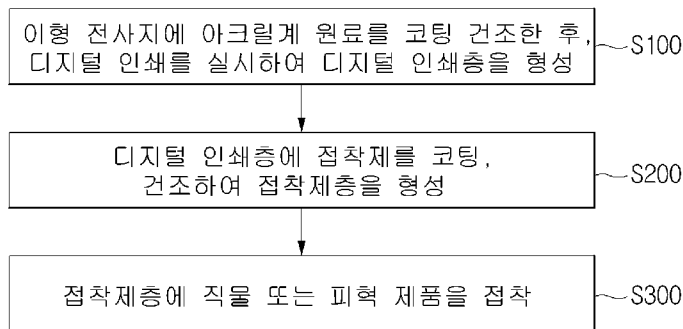 이형 전사지에 아크릴계 원료를 코팅 건조한 후,
디지털 인쇄를 실시하여 디지털 인쇄층을 형성
S100
디지털 인쇄층에 접착제를 코팅,
건조하여 접착제층을 형성
S200
접착제층에 직물 또는 피혁 제품을 접착
S300